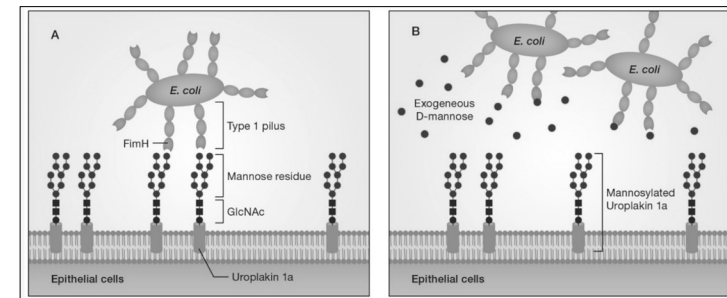 A
E. coli
Type 1 pilus
FimH
Mannose residue
GlcNAc
Uroplakin 1a
Epithelial cells
B
E. coli
E. coli
Exogeneous
D-mannose
Mannosylated
Uroplakin 1a
Epithelial cells